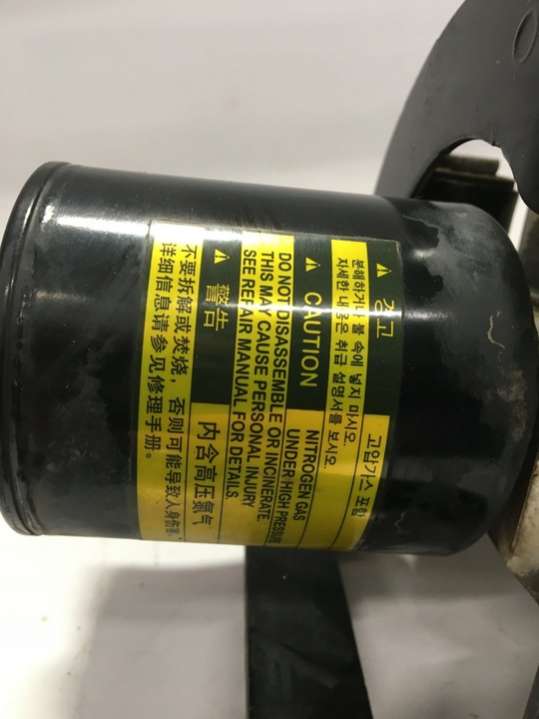 ▲ 경고
고압가스 포함
분해하거나 불 속에 넣지 마시오.
자세한 내용은 취급 설명서를 보시오.
▲ CAUTION
NITROGEN GAS
UNDER HIGH PRESSURE
DO NOT DISASSEMBLE OR INCINERATE.
THIS MAY CAUSE PERSONAL INJURY
SEE REPAIR MANUAL FOR DETAILS.
▲ 警告
内含高压氮气
不要拆解或焚烧，否则可能导致人身伤害。
详细信息请参见修理手册。